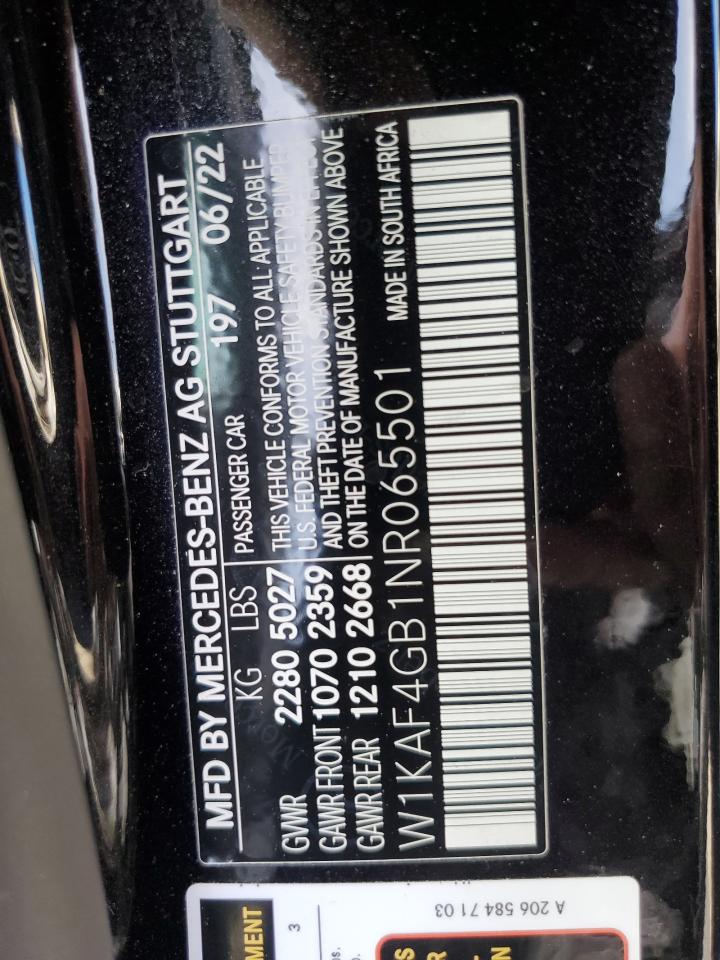 MFD BY MERCEDES-BENZ AG STUTTGART
KG LBS PASSENGER CAR 197 06/22
GVWR 2280 5027 THIS VEHICLE CONFORMS TO ALL APPLICABLE
U.S. FEDERAL MOTOR VEHICLE SAFETY BUMPER
GAWR FRONT 1070 2359 AND THEFT PREVENTION STANDARDS IN EFFECT
GAWR REAR 1210 2668 ON THE DATE OF MANUFACTURE SHOWN ABOVE
W1KAF4GB1NR065501 MADE IN SOUTH AFRICA
A 206 584 71 03
3